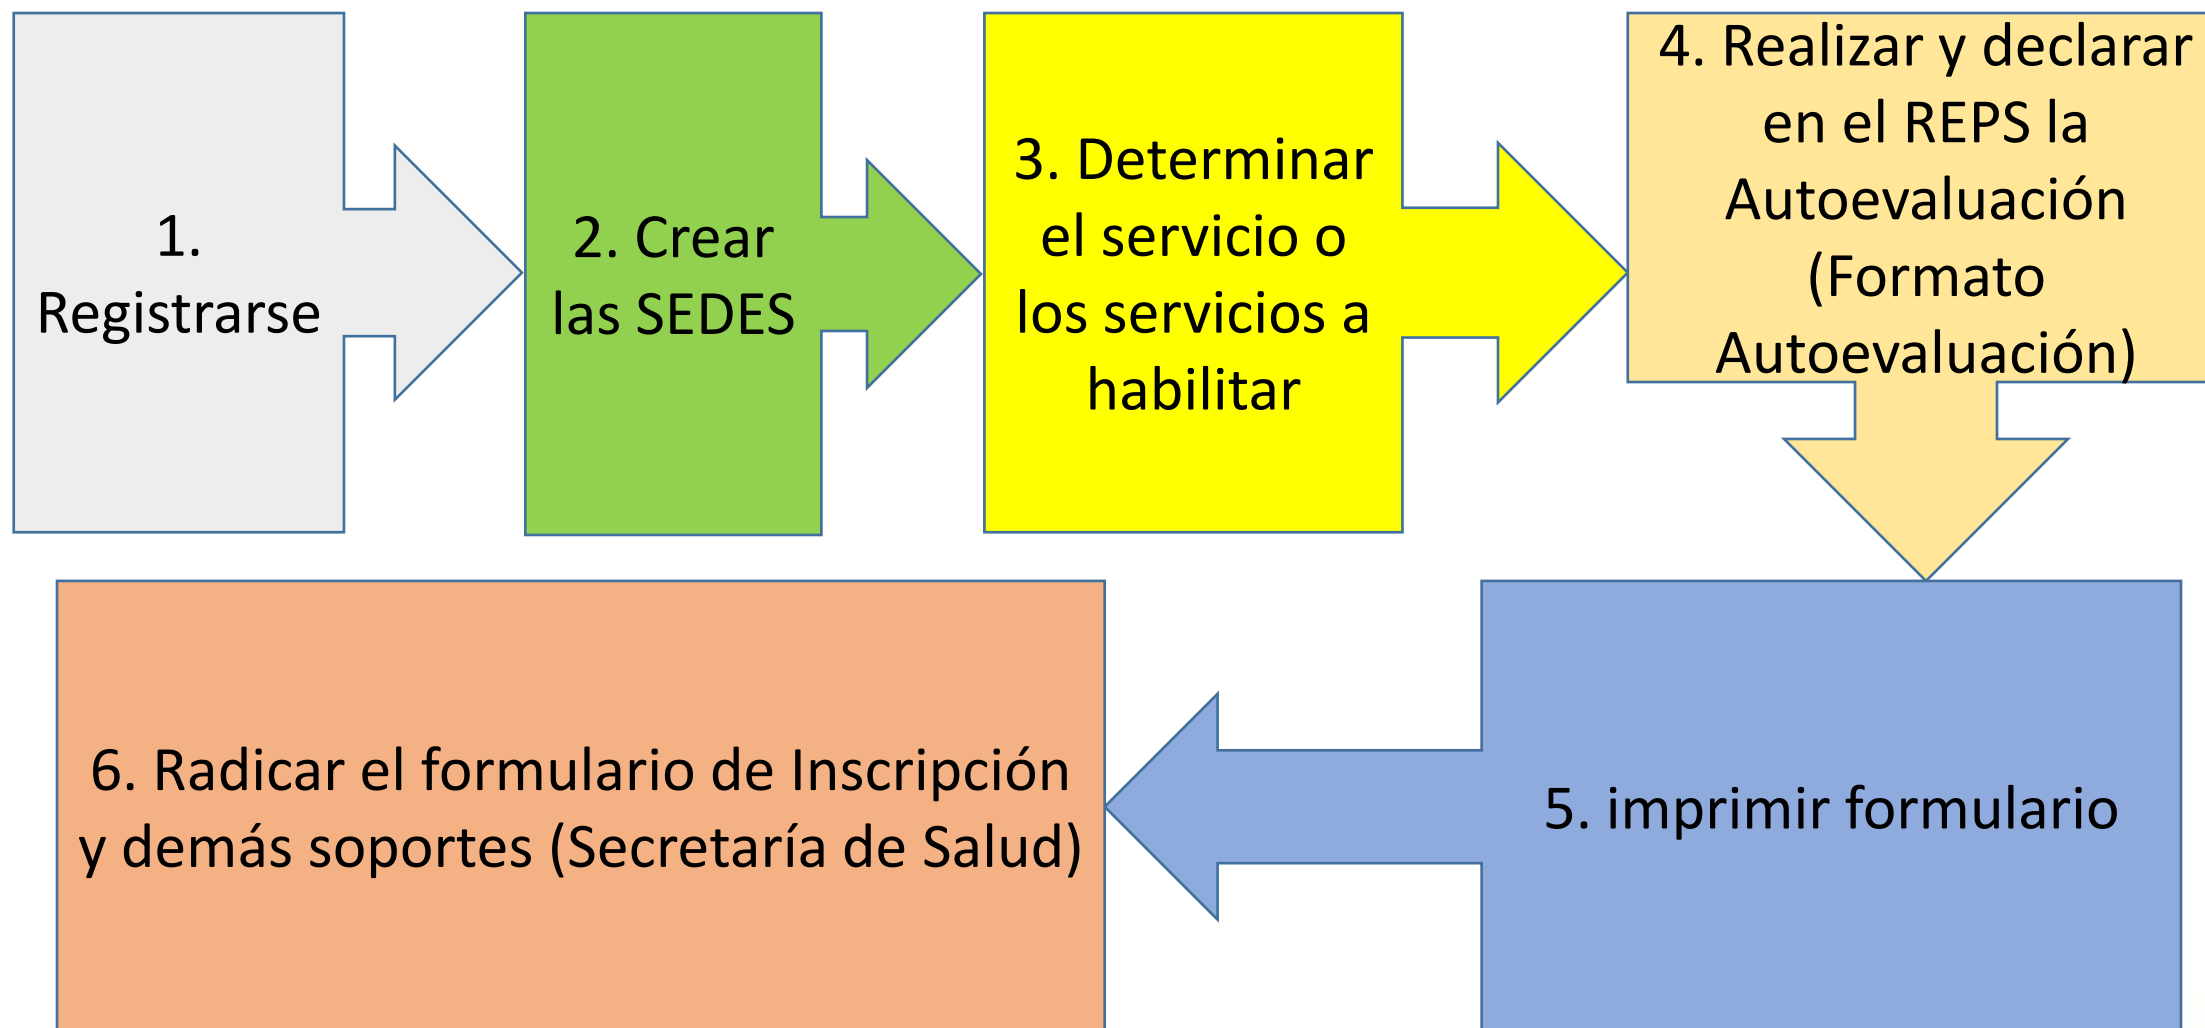 1.
Registrarse
2. Crear
las SEDES
3. Determinar
el servicio o
los servicios a
habilitar
4. Realizar y declarar
en el REPS la
Autoevaluación
(Formato
Autoevaluación)
5. imprimir formulario
6. Radicar el formulario de Inscripción
y demás soportes (Secretaría de Salud)